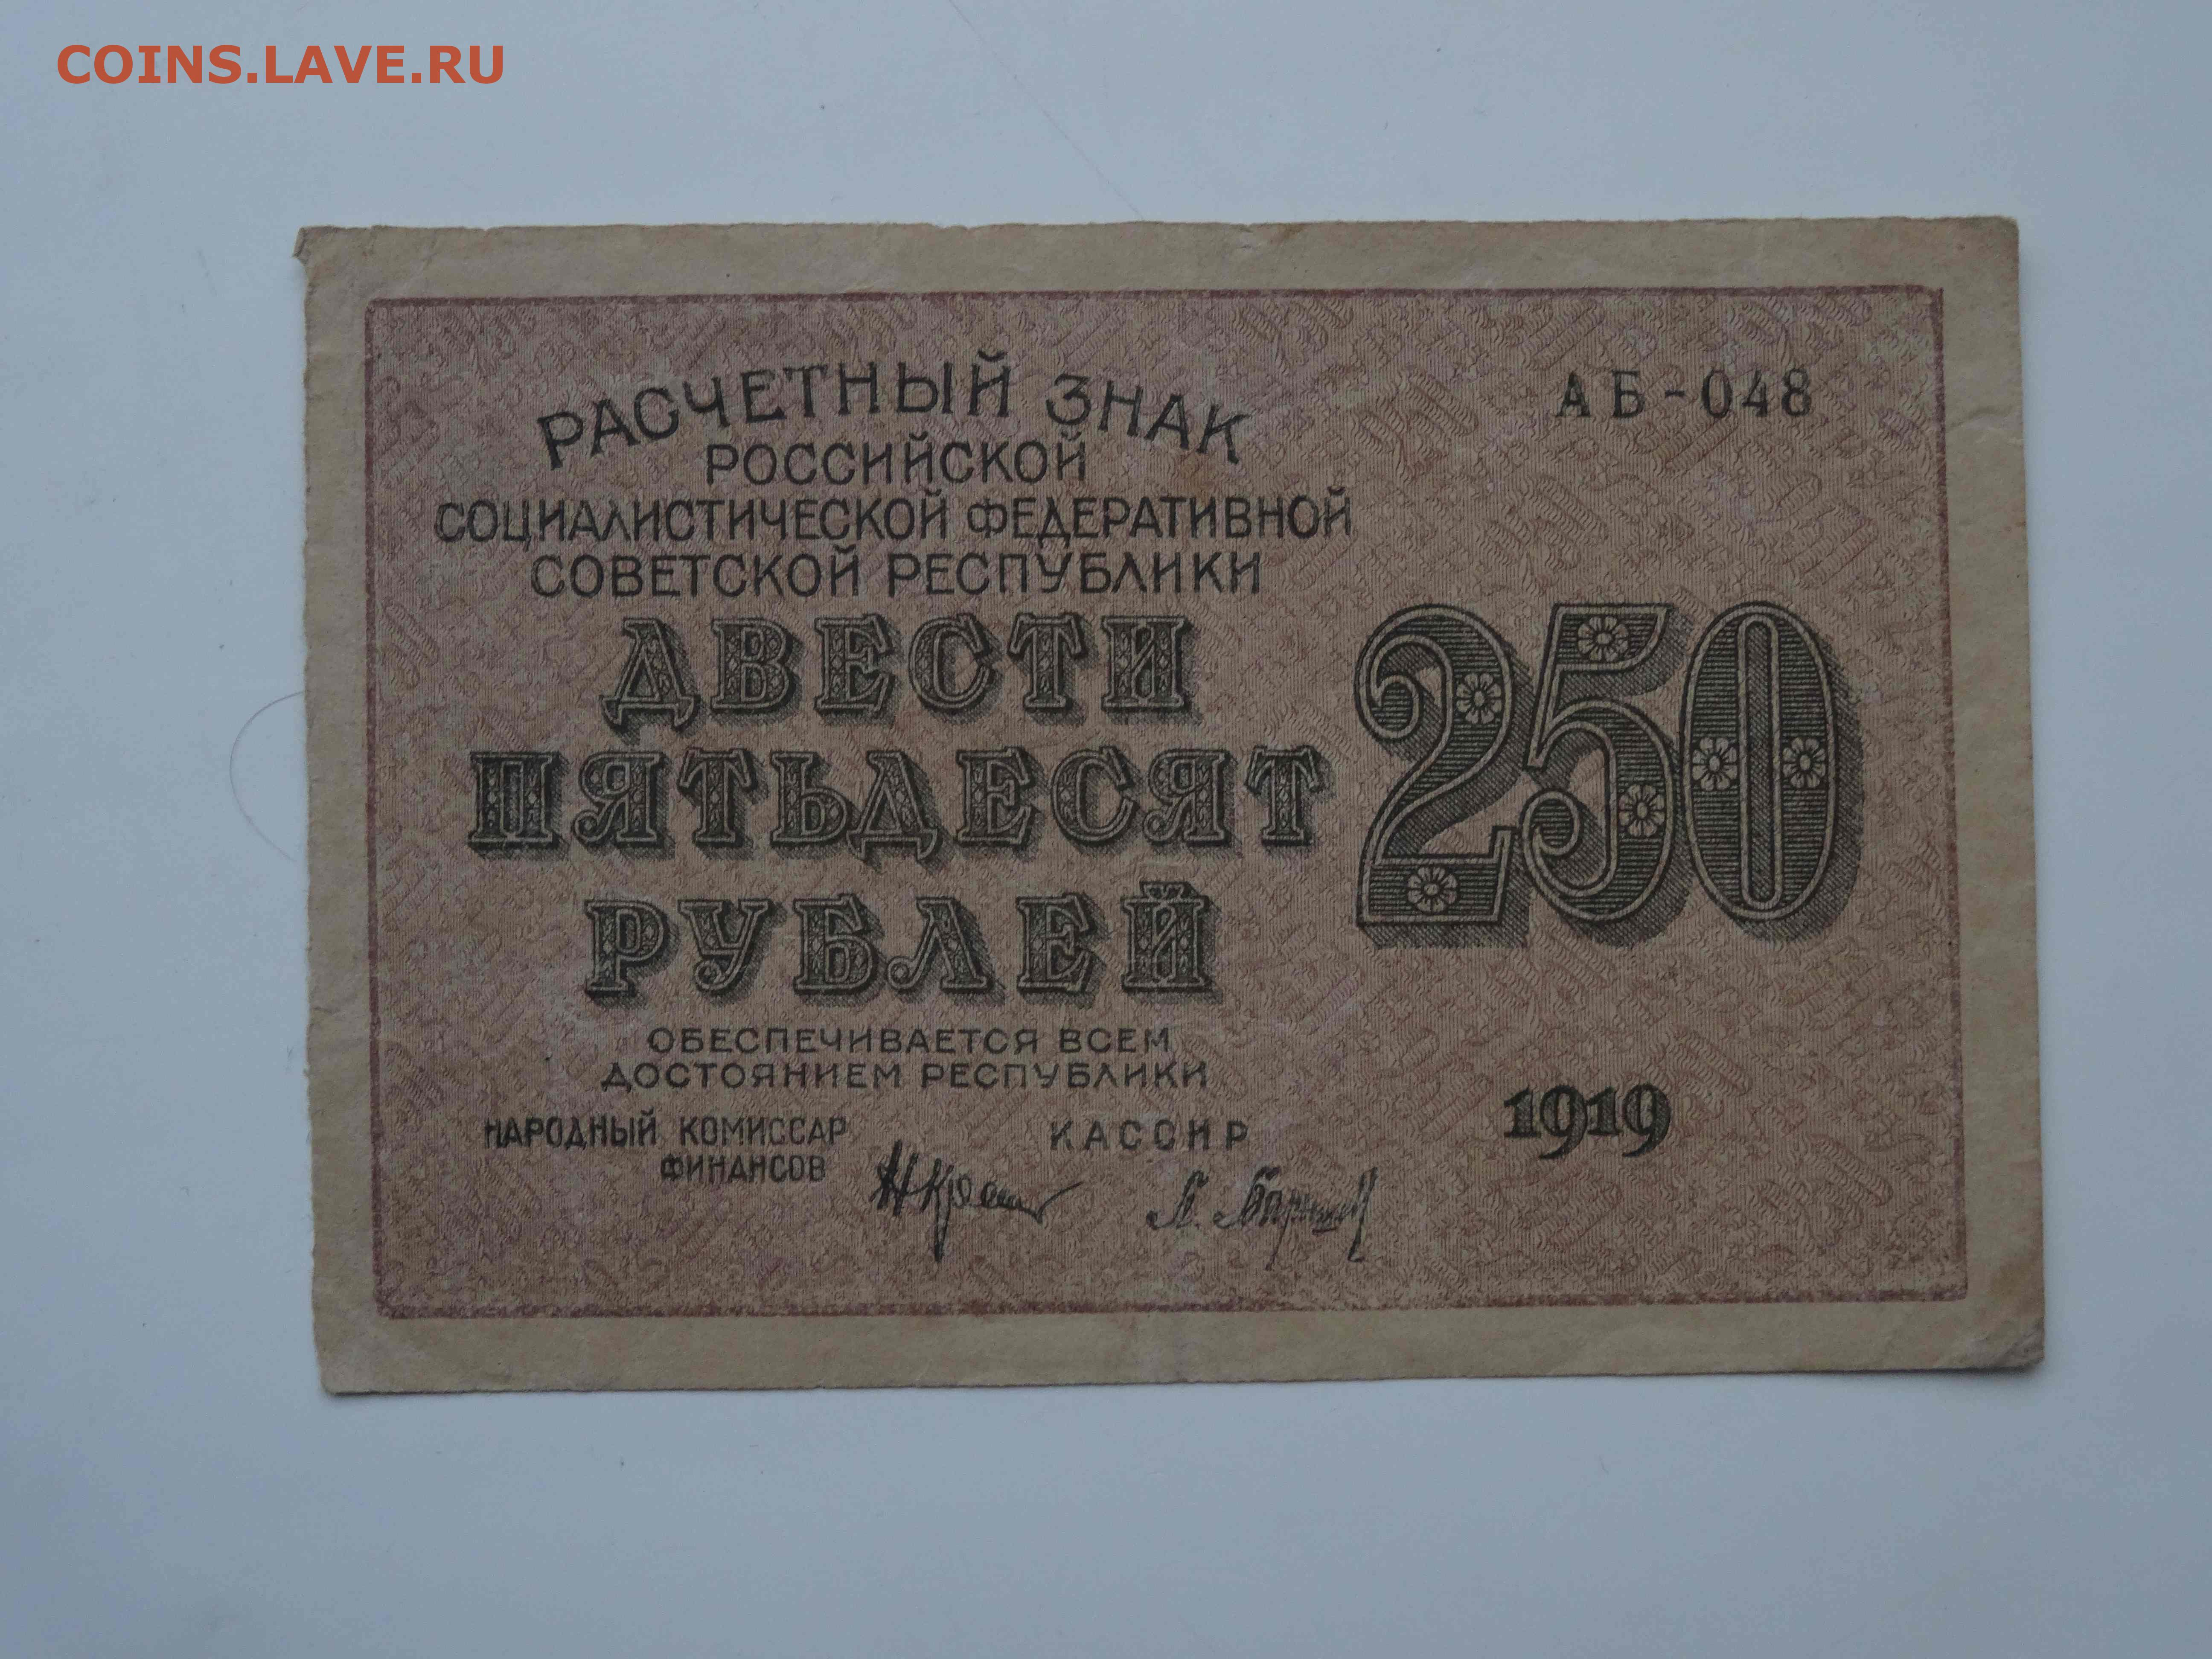 COINS.LAVE.RU
РАСЧЕТНЫЙ ЗНАК
АБ-048
РОССИЙСКОЙ
СОЦИАЛИСТИЧЕСКОЙ ФЕДЕРАТИВНОЙ
СОВЕТСКОЙ РЕСПУБЛИКИ
ДВЕСТИ
ПЯТЬДЕСЯТ
РУБЛЕЙ
250
ОБЕСПЕЧИВАЕТСЯ ВСЕМ
ДОСТОЯНИЕМ РЕСПУБЛИКИ
НАРОДНЫЙ КОМИССАР
ФИНАНСОВ
КАССИР
1919